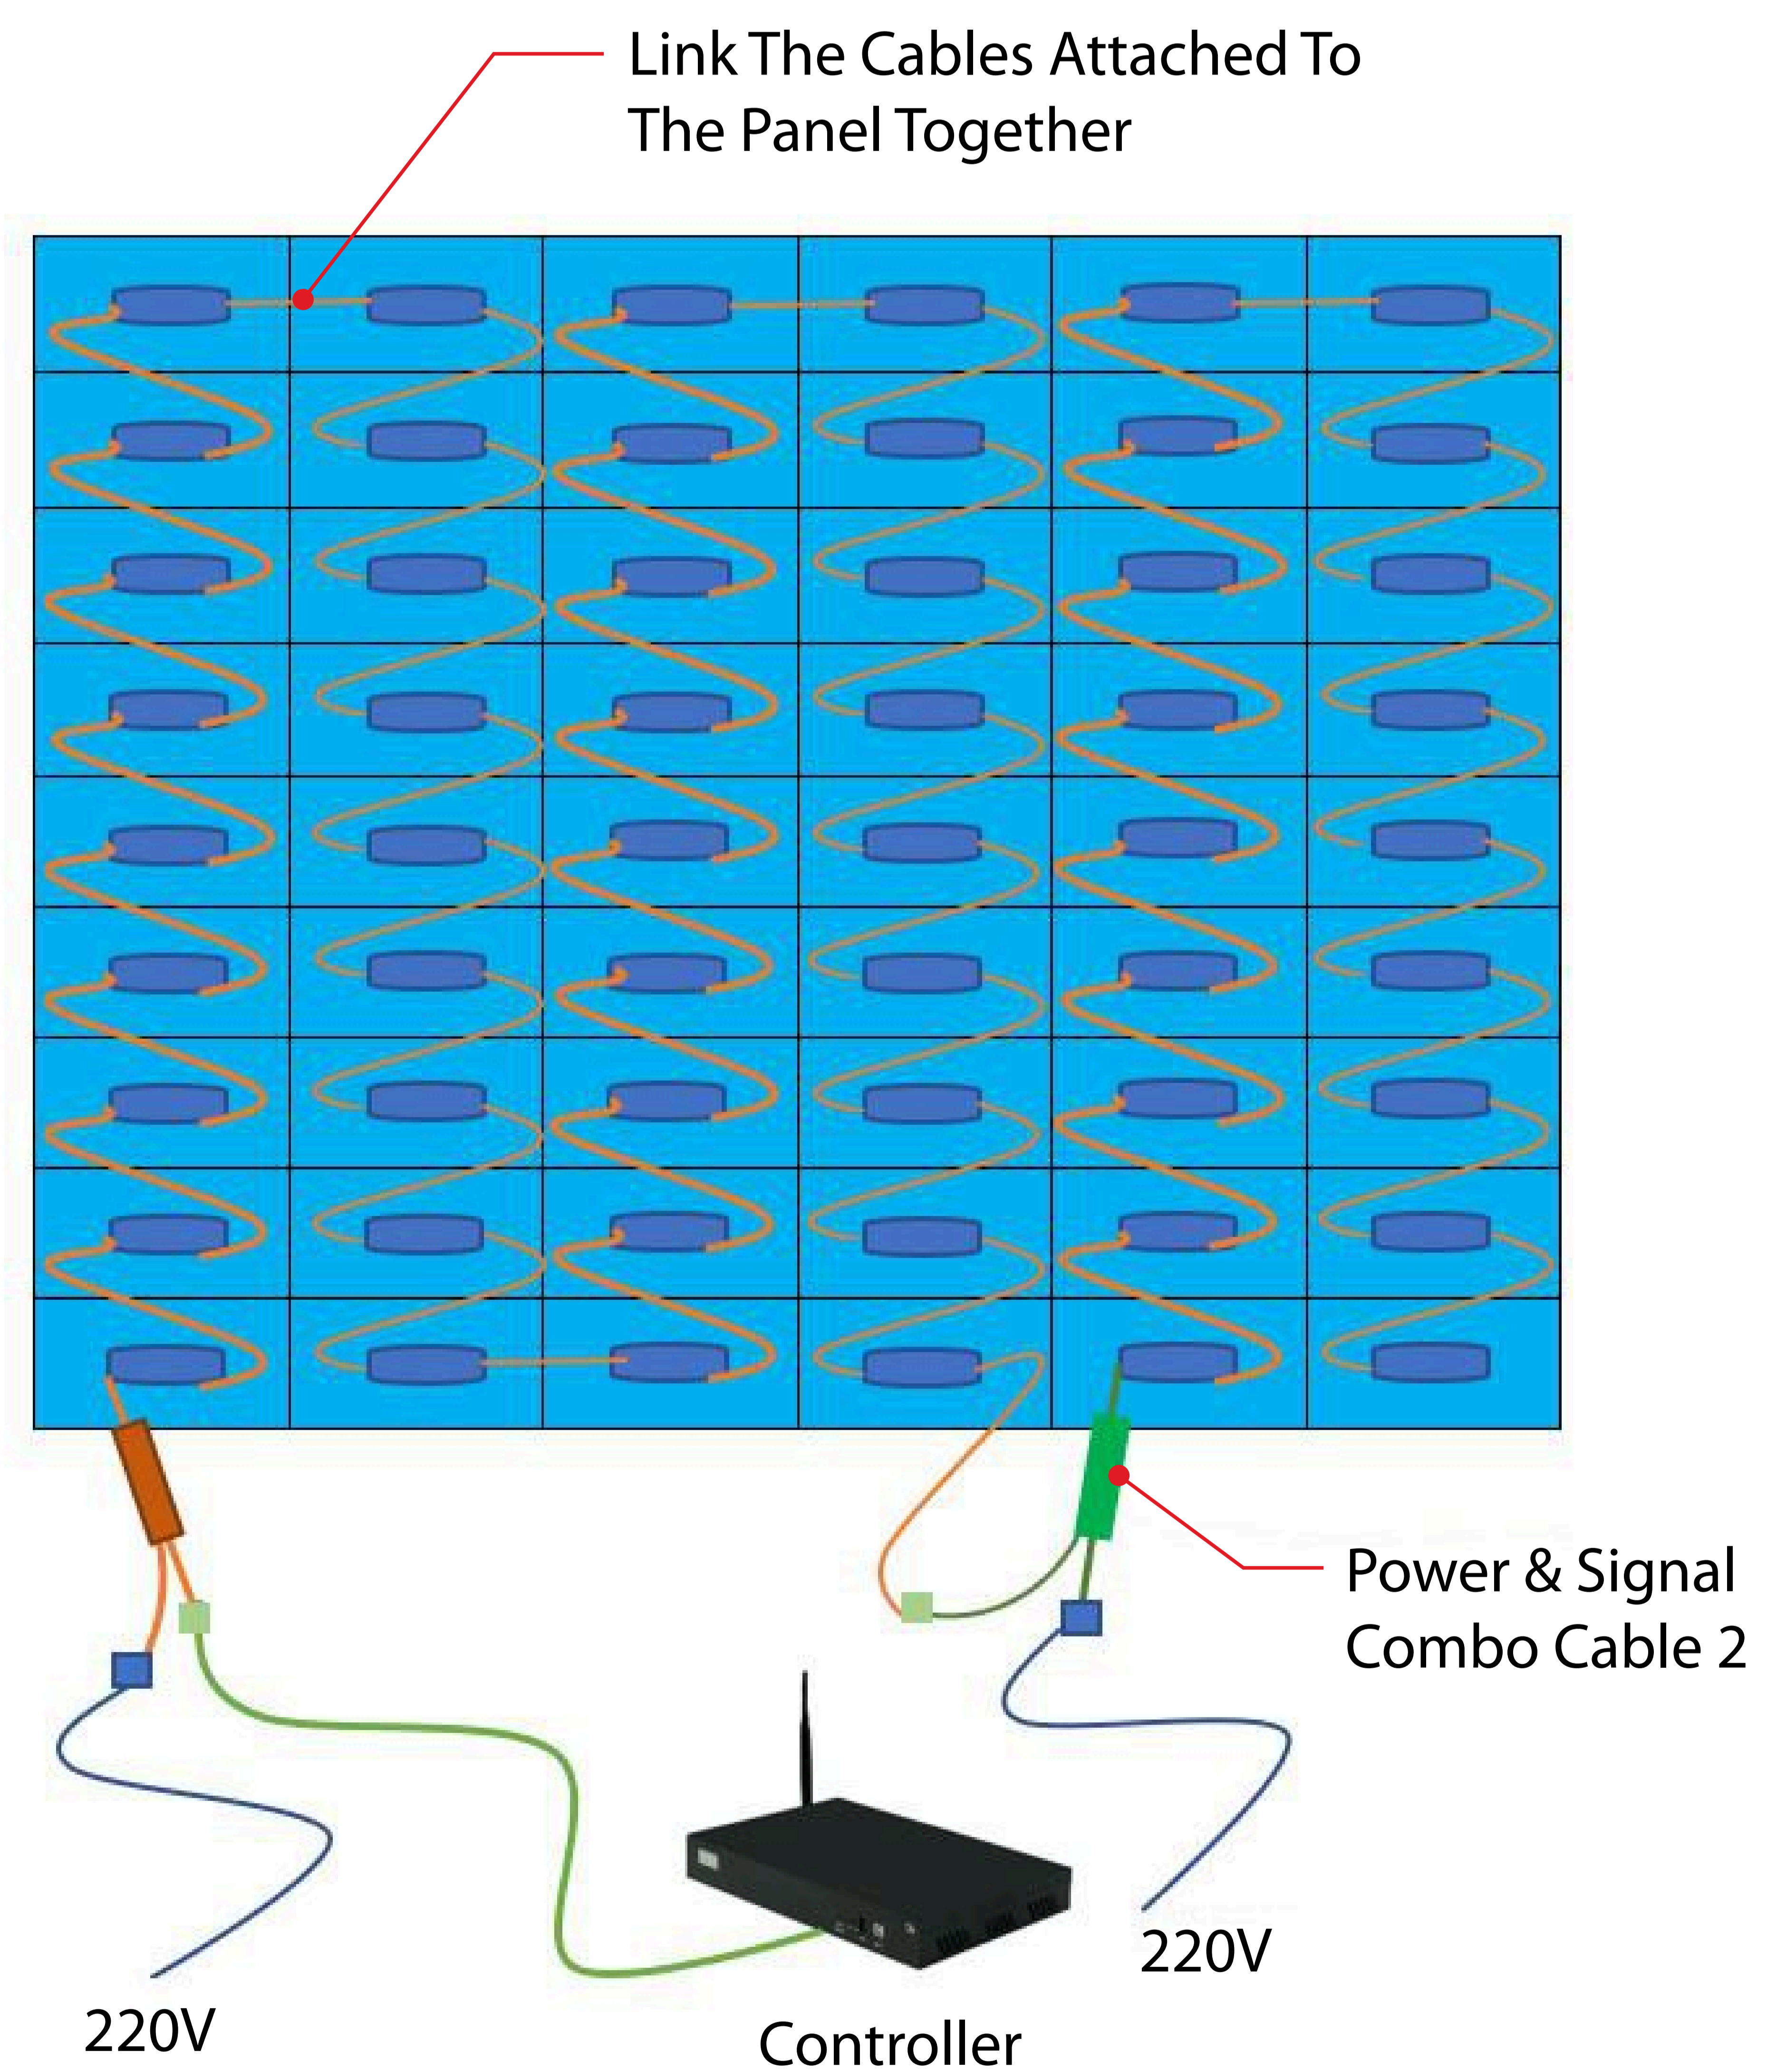 Link The Cables Attached To
The Panel Together
Power & Signal
Combo Cable 2
220V
220V
Controller